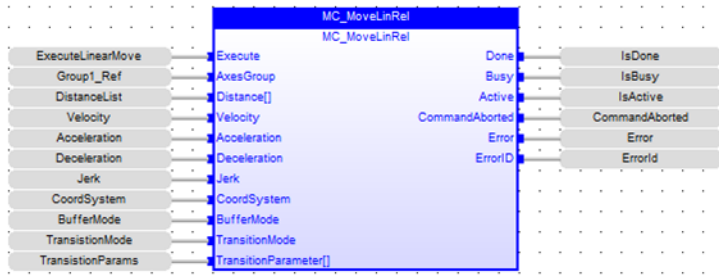 MC_MoveLinRel
MC_MoveLinRel
ExecuteLinearMove Execute Done IsDone
Group1_Ref AxesGroup Busy IsBusy
DistanceList Distance[] Active IsActive
Velocity Velocity CommandAborted CommandAborted
Acceleration Acceleration Error Error
Deceleration Deceleration ErrorID ErrorId
Jerk Jerk
CoordSystem CoordSystem
BufferMode BufferMode
TransistionMode TransitionMode
TransistionParams TransitionParameter[]